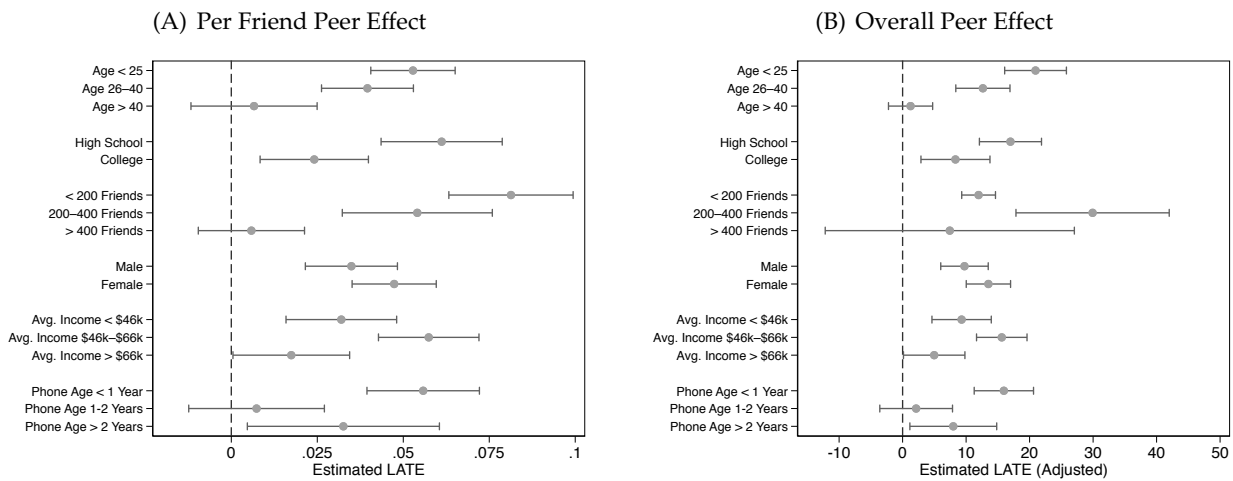 (A) Per Friend Peer Effect
Age < 25
Age 26–40
Age > 40
High School
College
< 200 Friends
200–400 Friends
> 400 Friends
Male
Female
Avg. Income < $46k
Avg. Income $46k–$66k
Avg. Income > $66k
Phone Age < 1 Year
Phone Age 1-2 Years
Phone Age > 2 Years
0 .025 .05 .075 .1
Estimated LATE
(B) Overall Peer Effect
Age < 25
Age 26–40
Age > 40
High School
College
< 200 Friends
200–400 Friends
> 400 Friends
Male
Female
Avg. Income < $46k
Avg. Income $46k–$66k
Avg. Income > $66k
Phone Age < 1 Year
Phone Age 1-2 Years
Phone Age > 2 Years
-10 0 10 20 30 40 50
Estimated LATE (Adjusted)